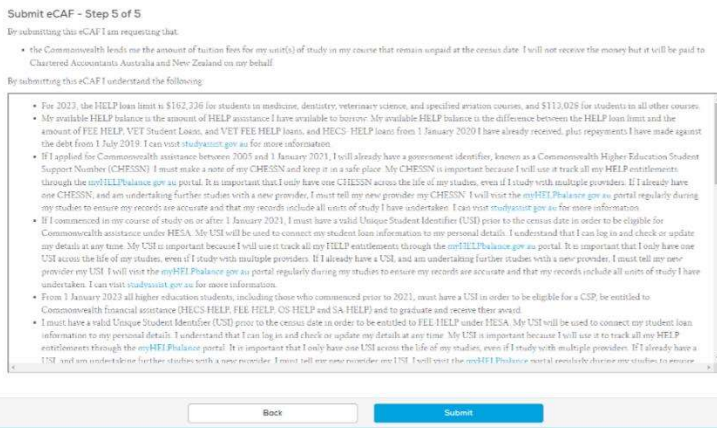 Submit eCAF - Step 5 of 5
By submitting this eCAF I am requesting that:
• the Commonwealth lends me the amount of tuition fees for my unit(s) of study in my course that remain unpaid at the census date. I will not receive the money but it will be paid to
Chartered Accountants Australia and New Zealand on my behalf
By submitting this eCAF I understand the following:
• For 2023, the HELP loan limit is $162,336 for students in medicine, dentistry, veterinary science, and specified aviation courses, and $113,028 for students in all other courses.
• My available HELP balance is the amount of HELP assistance I have available to borrow. My available HELP balance is the difference between the HELP loan limit and the
amount of FEE HELP, VET Student Loans, and VET FEE HELP loans, and HECS- HELP loans from 1 January 2020 I have already received, plus repayments I have made against
the debt from 1 July 2019. I can visit studyassist.gov.au for more information.
• If I applied for Commonwealth assistance between 2005 and 1 January 2021, I will already have a government identifier, known as a Commonwealth Higher Education Student
Support Number (CHESSN). I must make a note of my CHESSN and keep it in a safe place. My CHESSN is important because I will use it track all my HELP entitlements
through the myHELPbalance.gov.au portal. It is important that I only have one CHESSN across the life of my studies, even if I study with multiple providers. If I already have
one CHESSN, and am undertaking further studies with a new provider, I must tell my new provider my CHESSN. I will visit the myHELPbalance.gov.au portal regularly during
my studies to ensure my records are accurate and that my records include all units of study I have undertaken. I can visit studyassist.gov.au for more information.
• If I commenced in my course of study on or after 1 January 2021, I must have a valid Unique Student Identifier (USI) prior to the census date in order to be eligible for
Commonwealth assistance under HESA. My USI will be used to connect my student loan information to my personal details. I understand that I can log in and check or update
my details at any time. My USI is important because I will use it track all my HELP entitlements through the myHELPbalance.gov.au portal. It is important that I only have one
USI across the life of my studies, even if I study with multiple providers. If I already have a USI, and am undertaking further studies with a new provider, I must tell my new
provider my USI. I will visit the myHELPbalance.gov.au portal regularly during my studies to ensure my records are accurate and that my records include all units of study I have
undertaken. I can visit studyassist.gov.au for more information.
• From 1 January 2023 all higher education students, including those who commenced prior to 2021, must have a USI in order to be eligible for a CSP, be entitled to
Commonwealth financial assistance (HECS-HELP, FEE HELP, OS HELP and SA-HELP) and to graduate and receive their award.
• I must have a valid Unique Student Identifier (USI) prior to the census date in order to be entitled to FEE-HELP under HESA. My USI will be used to connect my student loan
information to my personal details. I understand that I can log in and check or update my details at any time. My USI is important because I will use it to track all my HELP
entitlements through the myHELPbalance portal. It is important that I only have one USI across the life of my studies, even if I study with multiple providers. If I already have a
USI, and am undertaking further studies with a new provider, I must tell my new provider my USI. I will visit the myHELPbalance portal regularly during my studies to ensure
Back
Submit